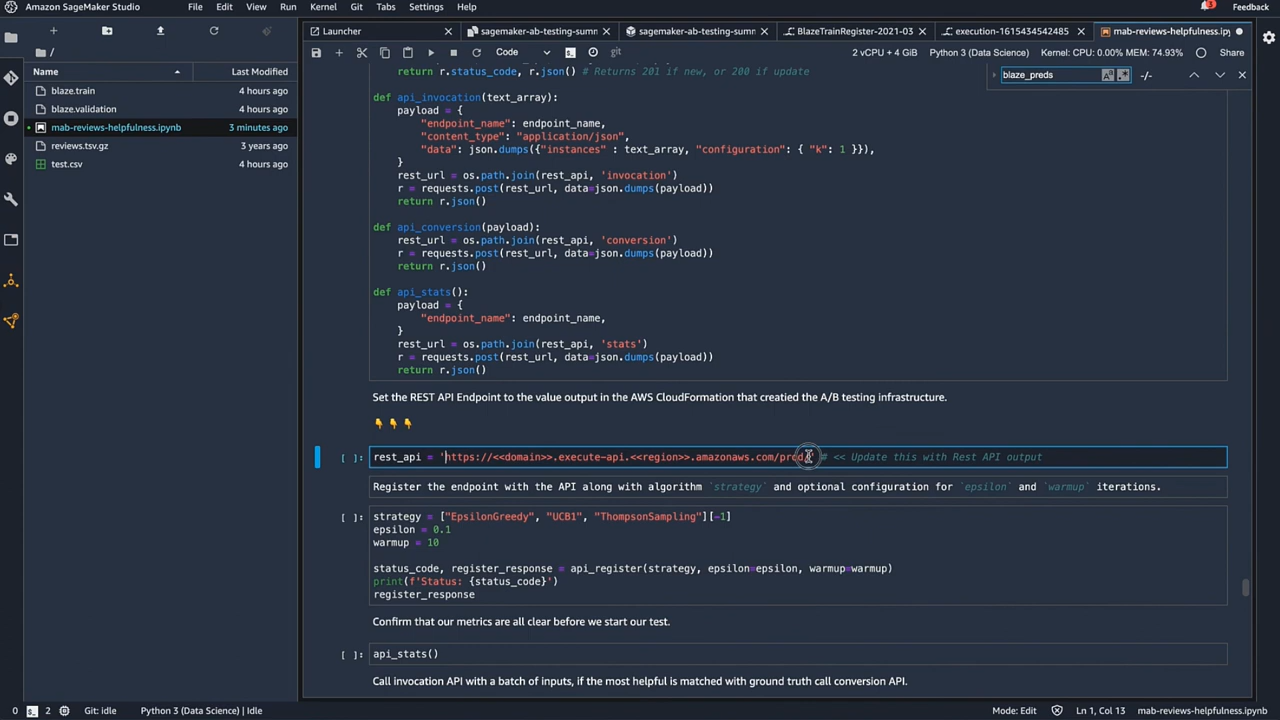 Amazon SageMaker Studio File Edit View Run Kernel Git Tabs Settings Help Feedback
Launcher sagemaker-ab-testing-summ sagemaker-ab-testing-summ BlazeTrainRegister-2021-03 execution-1615434542485 mab-reviews-helpfulness.ipynb
/ Code git 2 vCPU + 4 GiB Python 3 (Data Science) Kernel: CPU: 0.00% MEM: 74.93% Share
Name Last Modified
blaze.train 4 hours ago
blaze.validation 4 hours ago
mab-reviews-helpfulness.ipynb 3 minutes ago
reviews.tsv.gz 3 years ago
test.csv 4 hours ago
blaze_preds -/-
return r.status_code, r.json() # Returns 201 if new, or 200 if update
def api_invocation(text_array):
payload = {
"endpoint_name": endpoint_name,
"content_type": "application/json",
"data": json.dumps({"instances" : text_array, "configuration": { "k": 1 }}),
}
rest_url = os.path.join(rest_api, 'invocation')
r = requests.post(rest_url, data=json.dumps(payload))
return r.json()
def api_conversion(payload):
rest_url = os.path.join(rest_api, 'conversion')
r = requests.post(rest_url, data=json.dumps(payload))
return r.json()
def api_stats():
payload = {
"endpoint_name": endpoint_name,
}
rest_url = os.path.join(rest_api, 'stats')
r = requests.post(rest_url, data=json.dumps(payload))
return r.json()
Set the REST API Endpoint to the value output in the AWS CloudFormation that creatied the A/B testing infrastructure.
👇 👇 👇
[ ]: rest_api = 'https://<<domain>>.execute-api.<<region>>.amazonaws.com/prod/' # << Update this with Rest API output
Register the endpoint with the API along with algorithm `strategy` and optional configuration for `epsilon` and `warmup` iterations.
[ ]: strategy = ["EpsilonGreedy", "UCB1", "ThompsonSampling"][-1]
epsilon = 0.1
warmup = 10
status_code, register_response = api_register(strategy, epsilon=epsilon, warmup=warmup)
print(f'Status: {status_code}')
register_response
Confirm that our metrics are all clear before we start our test.
[ ]: api_stats()
Call invocation API with a batch of inputs, if the most helpful is matched with ground truth call conversion API.
0 2 Git: idle Python 3 (Data Science) | Idle Mode: Edit Ln 1, Col 13 mab-reviews-helpfulness.ipynb